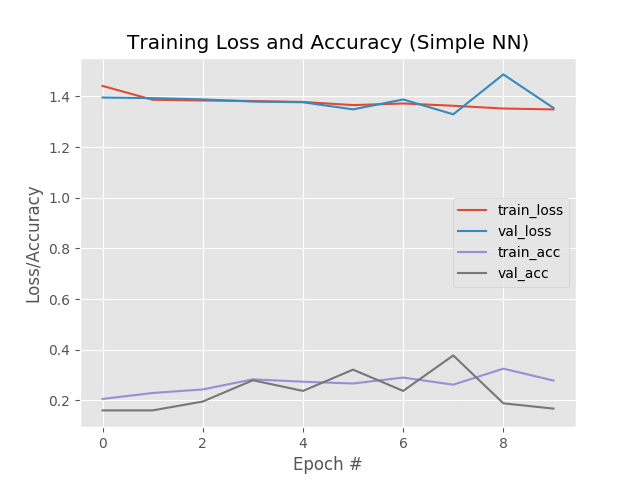 Training Loss and Accuracy (Simple NN)
1.4
1.2
1.0
0.8
0.6
0.4
0.2
Loss/Accuracy
train_loss
val_loss
train_acc
val_acc
0 2 4 6 8
Epoch #